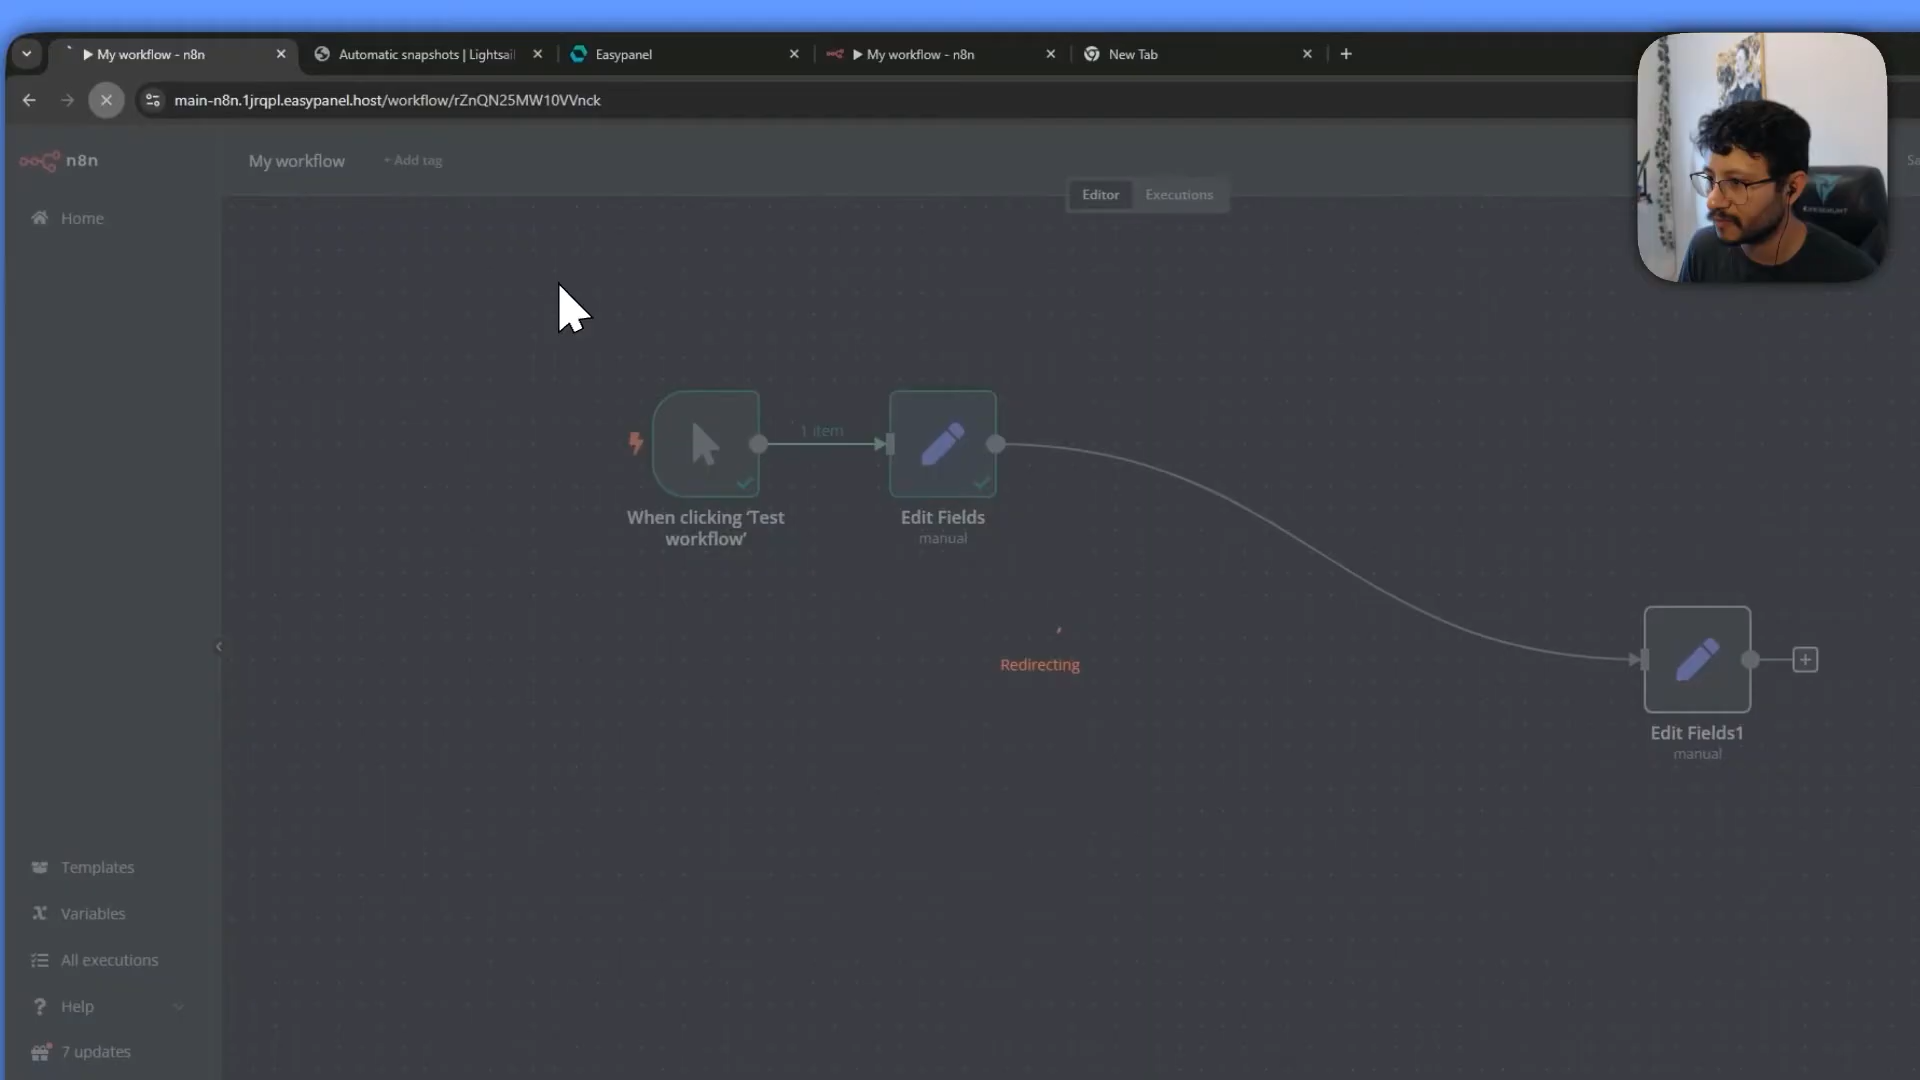 My workflow - n8n
Automatic snapshots | Lightsail
Easypanel
My workflow - n8n
New Tab
main-n8n.1jrqpl.easypanel.host/workflow/rZnQN25MW10VVnck
n8n
My workflow
+ Add tag
Editor
Executions
Home
1 item
When clicking ‘Test
workflow’
Edit Fields
manual
Redirecting
Edit Fields1
manual
Templates
Variables
All executions
Help
7 updates